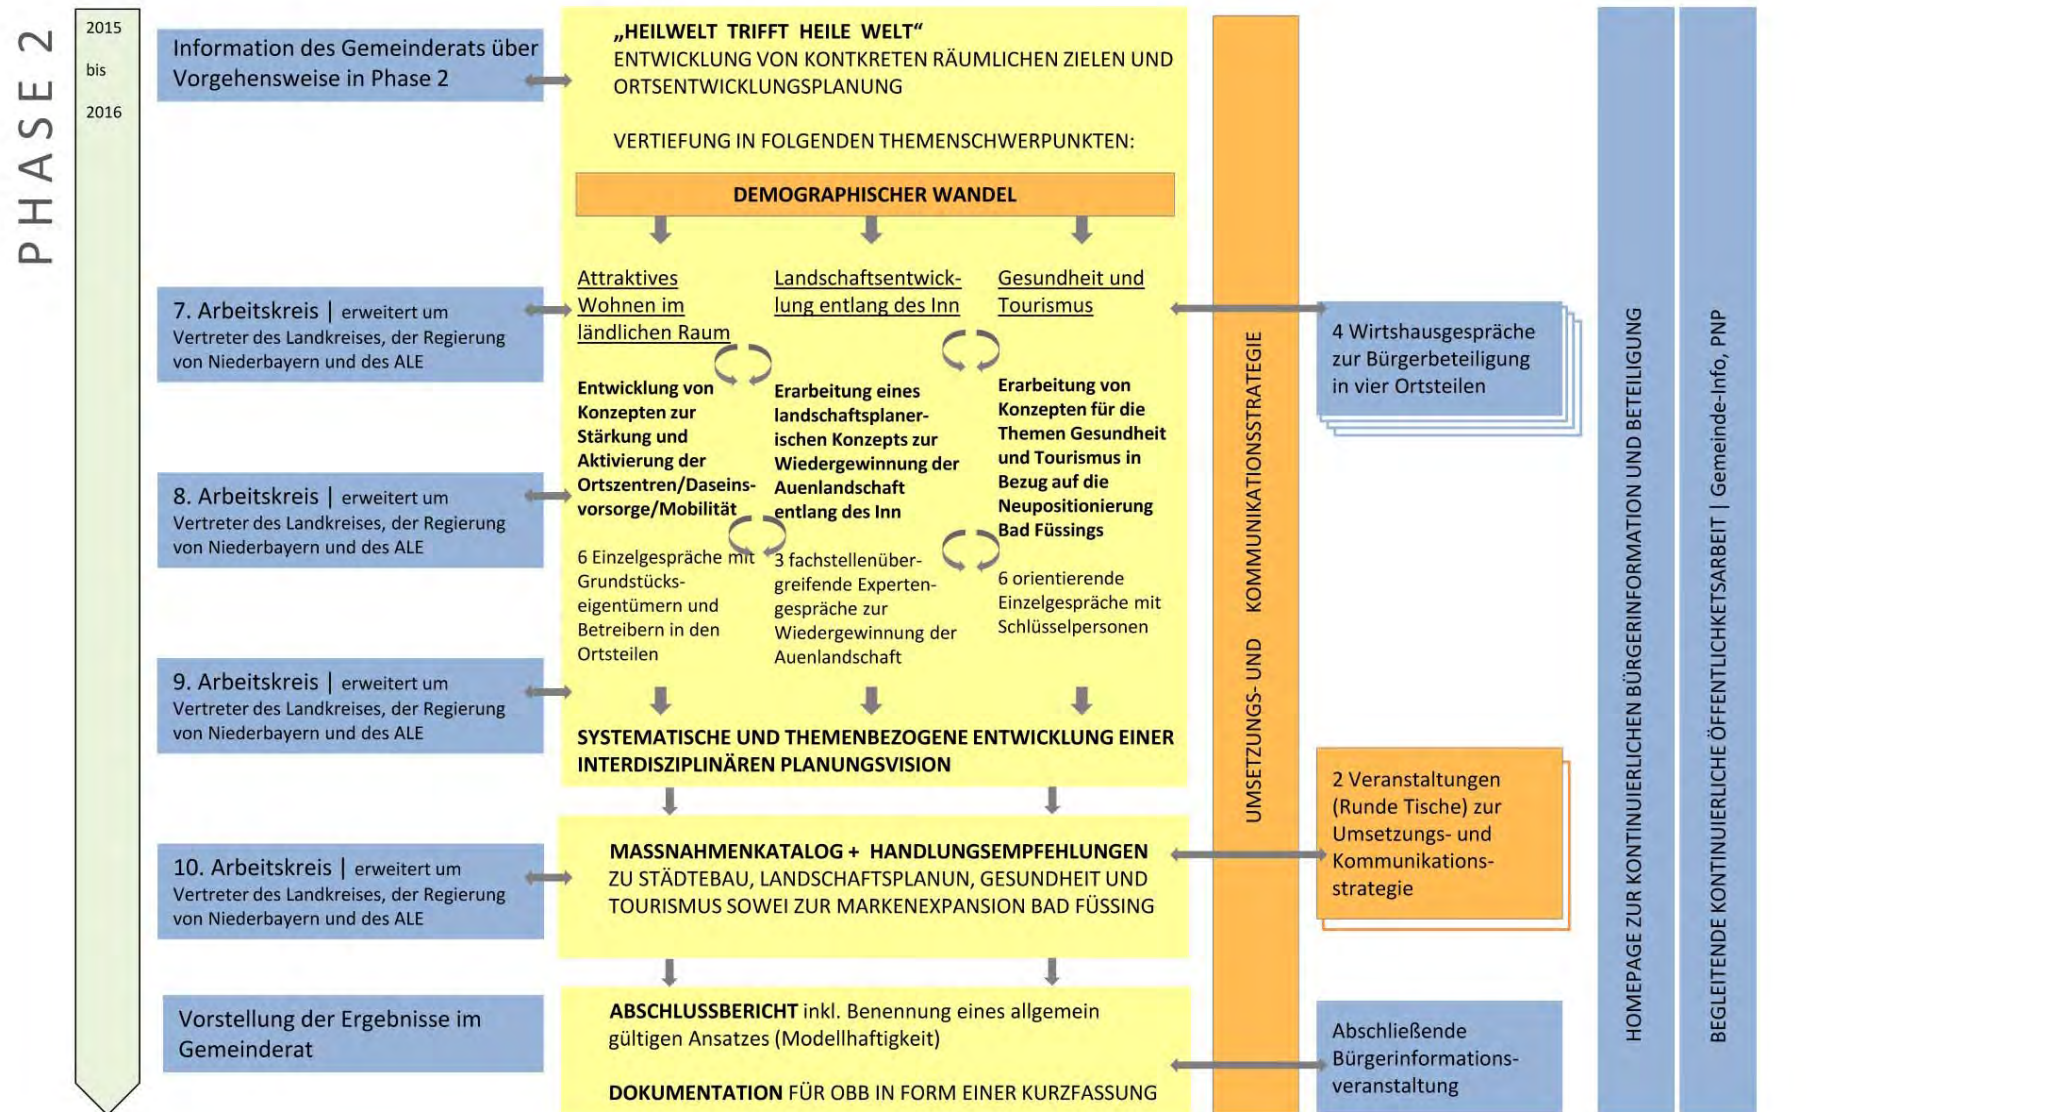 PHASE 2
2015
bis
2016
Information des Gemeinderats über
Vorgehensweise in Phase 2
7. Arbeitskreis | erweitert um
Vertreter des Landkreises, der Regierung
von Niederbayern und des ALE
8. Arbeitskreis | erweitert um
Vertreter des Landkreises, der Regierung
von Niederbayern und des ALE
9. Arbeitskreis | erweitert um
Vertreter des Landkreises, der Regierung
von Niederbayern und des ALE
10. Arbeitskreis | erweitert um
Vertreter des Landkreises, der Regierung
von Niederbayern und des ALE
Vorstellung der Ergebnisse im
Gemeinderat
„HEILWELT TRIFFT HEILE WELT“
ENTWICKLUNG VON KONTKRETEN RÄUMLICHEN ZIELEN UND
ORTSENTWICKLUNGSPLANUNG
VERTIEFUNG IN FOLGENDEN THEMENSCHWERPUNKTEN:
DEMOGRAPHISCHER WANDEL
Attraktives
Wohnen im
ländlichen Raum
Entwicklung von
Konzepten zur
Stärkung und
Aktivierung der
Ortszentren/Daseins-
vorsorge/Mobilität
6 Einzelgespräche mit
Grundstücks-
eigentümern und
Betreibern in den
Ortsteilen
Landschaftsentwick-
lung entlang des Inn
Erarbeitung eines
landschaftsplaner-
ischen Konzepts zur
Wiedergewinnung der
Auenlandschaft
entlang des Inn
3 fachstellenüber-
greifende Experten-
gespräche zur
Wiedergewinnung der
Auenlandschaft
Gesundheit und
Tourismus
Erarbeitung von
Konzepten für die
Themen Gesundheit
und Tourismus in
Bezug auf die
Neupositionierung
Bad Füssings
6 orientierende
Einzelgespräche mit
Schlüsselpersonen
SYSTEMATISCHE UND THEMENBEZOGENE ENTWICKLUNG EINER
INTERDISZIPLINÄREN PLANUNGSVISION
MASSNAHMENKATALOG + HANDLUNGSEMPFEHLUNGEN
ZU STÄDTEBAU, LANDSCHAFTSPLANUN, GESUNDHEIT UND
TOURISMUS SOWEI ZUR MARKENEXPANSION BAD FÜSSING
ABSCHLUSSBERICHT inkl. Benennung eines allgemein
gültigen Ansatzes (Modellhaftigkeit)
DOKUMENTATION FÜR OBB IN FORM EINER KURZFASSUNG
UMSETZUNGS- UND KOMMUNIKATIONSSTRATEGIE
4 Wirtshausgespräche
zur Bürgerbeteiligung
in vier Ortsteilen
2 Veranstaltungen
(Runde Tische) zur
Umsetzungs- und
Kommunikations-
strategie
Abschließende
Bürgerinformations-
veranstaltung
HOMEPAGE ZUR KONTINUIERLICHEN BÜRGERINFORMATION UND BETEILIGUNG
BEGLEITENDE KONTINUIERLICHE ÖFFENTLICHKETSARBEIT | Gemeinde-Info, PNP